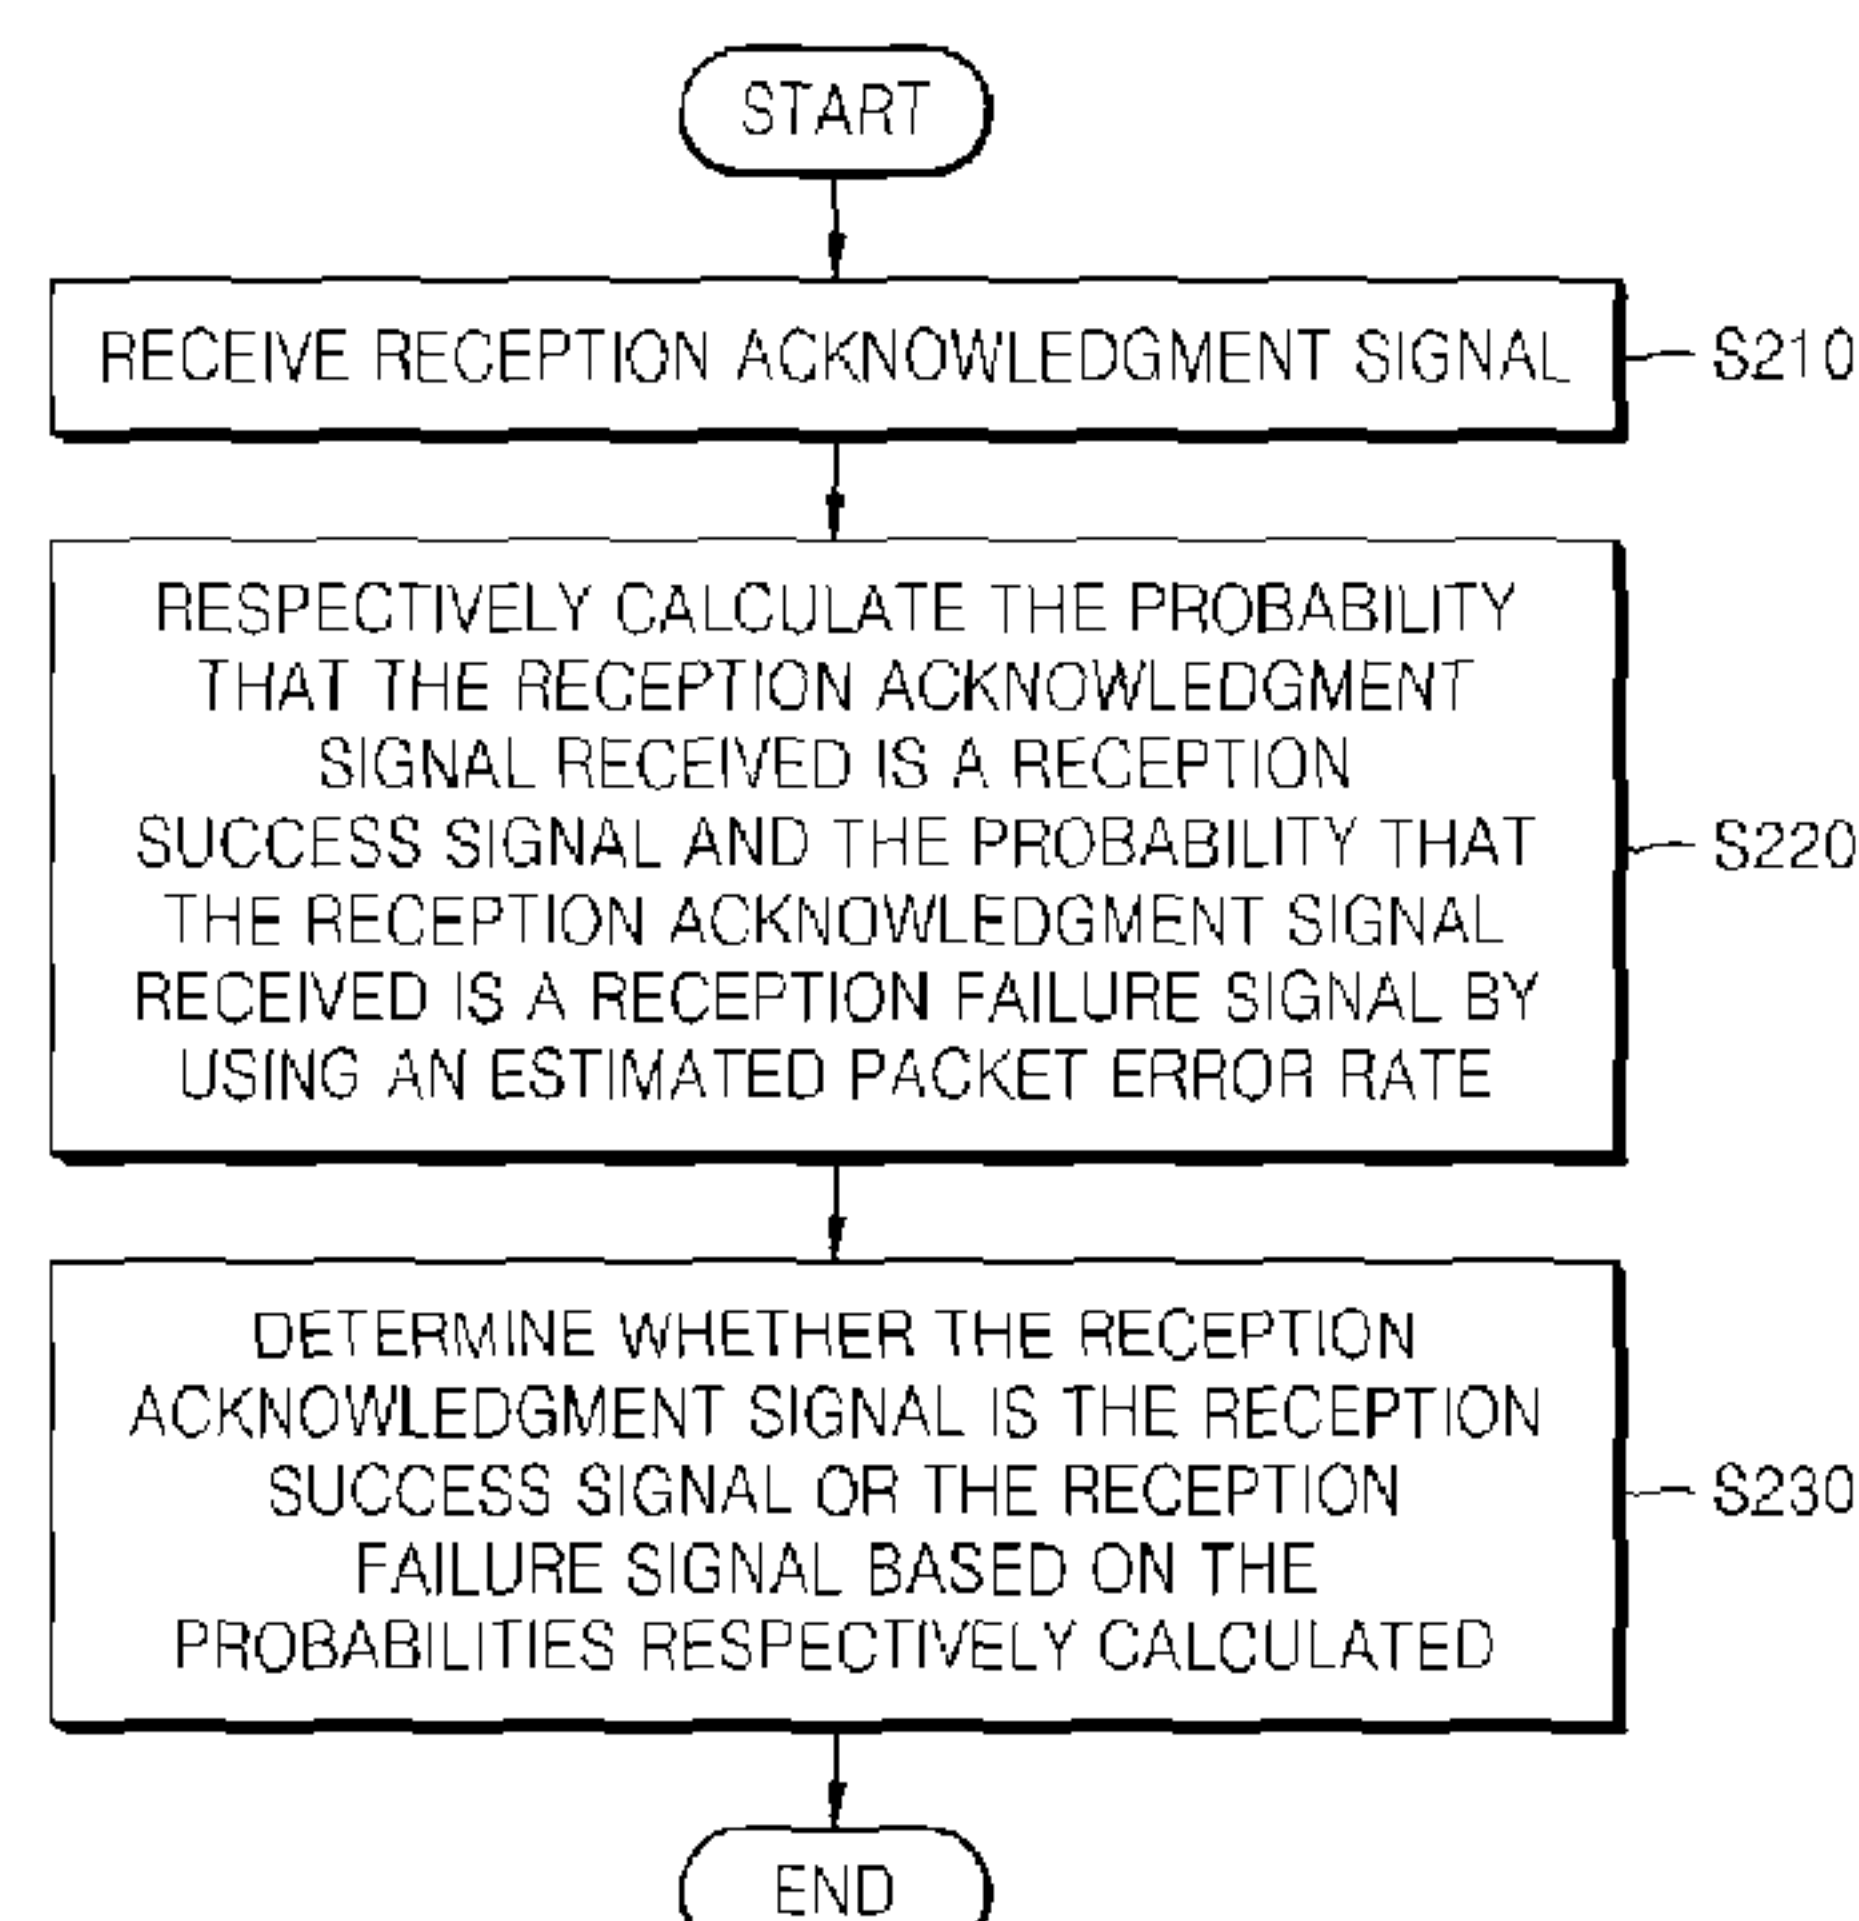 START
RECEIVE RECEPTION ACKNOWLEDGMENT SIGNAL
S210
RESPECTIVELY CALCULATE THE PROBABILITY
THAT THE RECEPTION ACKNOWLEDGMENT
SIGNAL RECEIVED IS A RECEPTION
SUCCESS SIGNAL AND THE PROBABILITY THAT
THE RECEPTION ACKNOWLEDGMENT SIGNAL
RECEIVED IS A RECEPTION FAILURE SIGNAL BY
USING AN ESTIMATED PACKET ERROR RATE
S220
DETERMINE WHETHER THE RECEPTION
ACKNOWLEDGMENT SIGNAL IS THE RECEPTION
SUCCESS SIGNAL OR THE RECEPTION
FAILURE SIGNAL BASED ON THE
PROBABILITIES RESPECTIVELY CALCULATED
S230
END